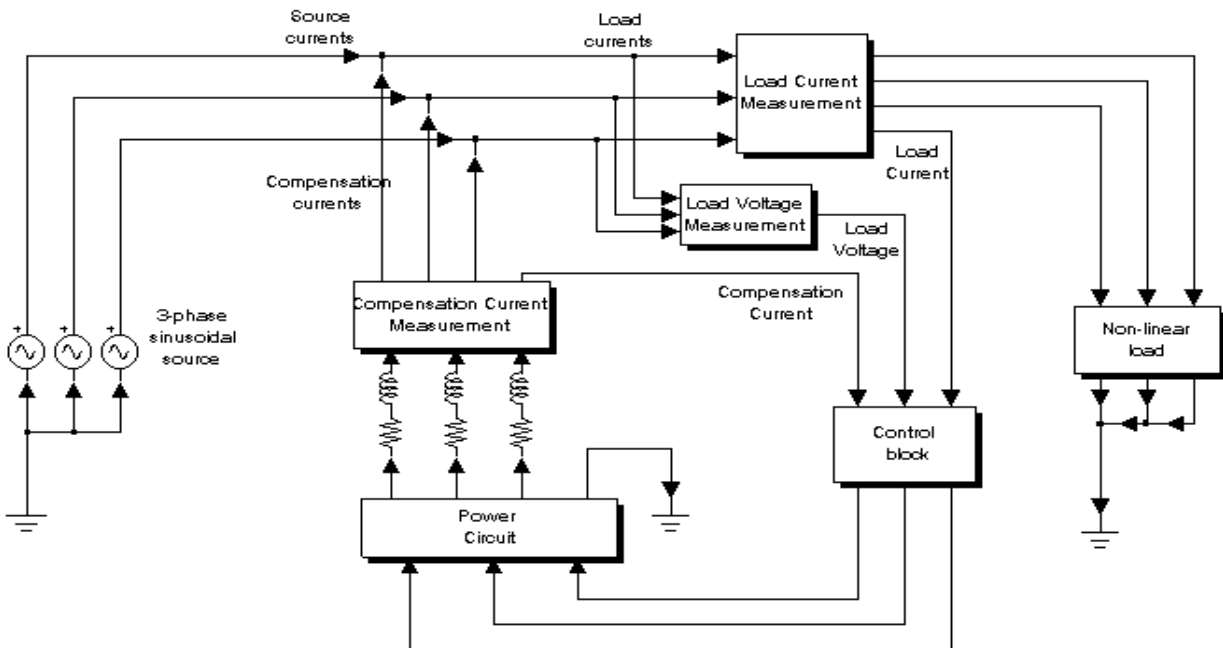 Source
currents
Load
currents
Load Current
Measurement
Load
Current
Compensation
currents
Load Voltage
Measurement
Load
Voltage
Compensation Current
Measurement
Compensation
Current
+
+
+
3-phase
sinusoidal
source
Non-linear
load
Control
block
Power
Circuit